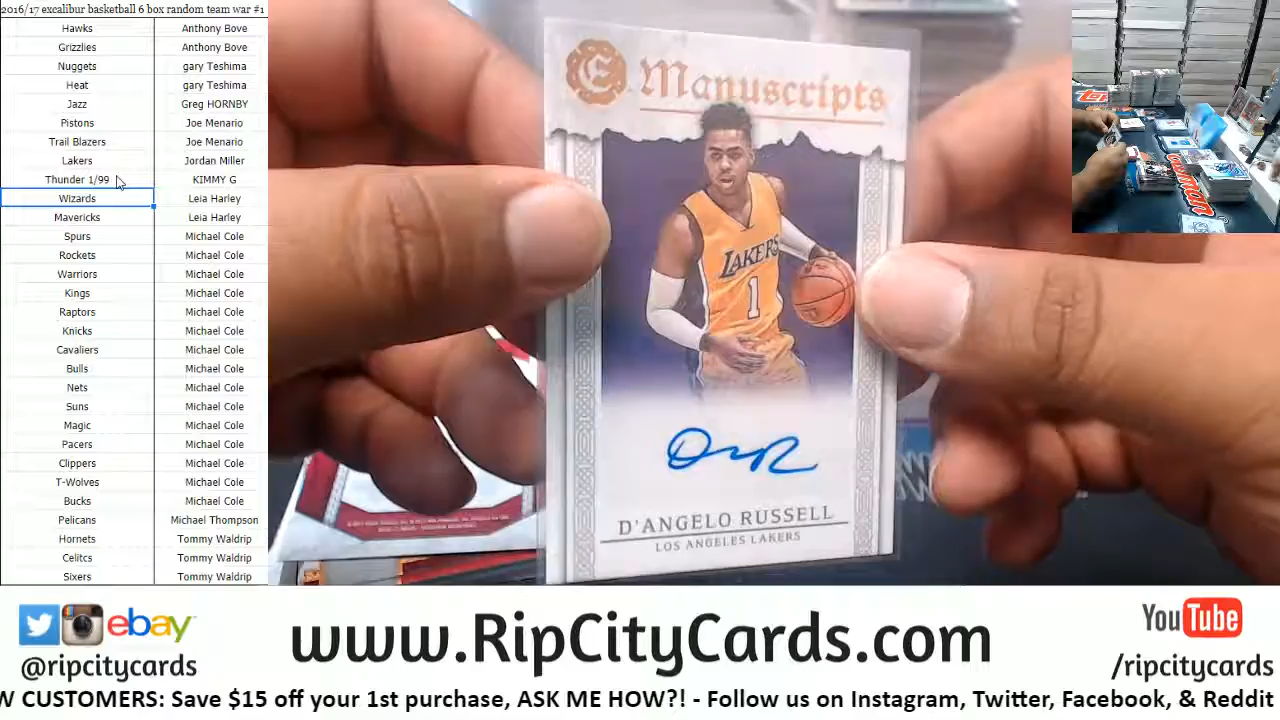 2016/17 excalibur basketball 6 box random team war #1
Hawks Anthony Bove
Grizzlies Anthony Bove
Nuggets gary Teshima
Heat gary Teshima
Jazz Greg HORNBY
Pistons Joe Menario
Trail Blazers Joe Menario
Lakers Jordan Miller
Thunder 1/99 KIMMY G
Wizards Leia Harley
Mavericks Leia Harley
Spurs Michael Cole
Rockets Michael Cole
Warriors Michael Cole
Kings Michael Cole
Raptors Michael Cole
Knicks Michael Cole
Cavaliers Michael Cole
Bulls Michael Cole
Nets Michael Cole
Suns Michael Cole
Magic Michael Cole
Pacers Michael Cole
Clippers Michael Cole
T-Wolves Michael Cole
Bucks Michael Cole
Pelicans Michael Thompson
Hornets Tommy Waldrip
Celitcs Tommy Waldrip
Sixers Tommy Waldrip
E Manuscripts
LAKERS
1
D'ANGELO RUSSELL
LOS ANGELES LAKERS
ebay
@ripcitycards
www.RipCityCards.com
YouTube
/ripcitycards
W CUSTOMERS: Save $15 off your 1st purchase, ASK ME HOW?! - Follow us on Instagram, Twitter, Facebook, & Reddit